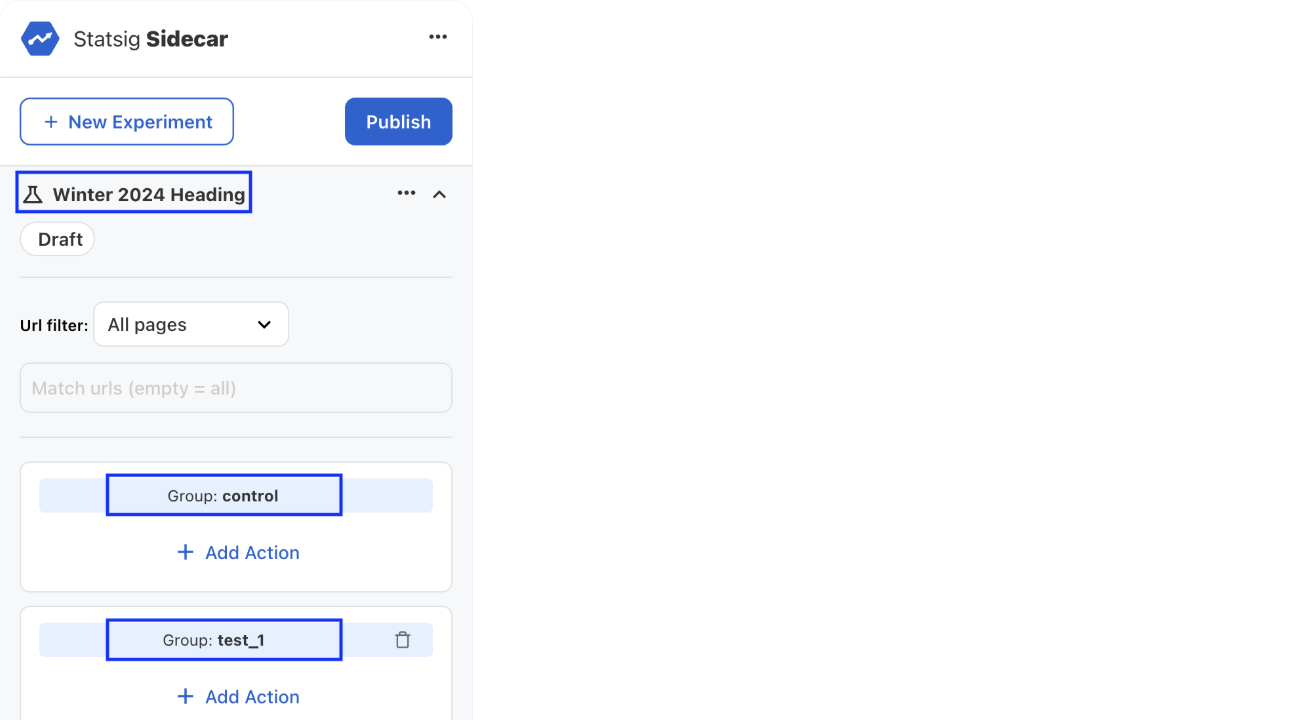 Statsig Sidecar
+ New Experiment
Publish
Winter 2024 Heading
Draft
Url filter: All pages
Match urls (empty = all)
Group: control
+ Add Action
Group: test_1
+ Add Action